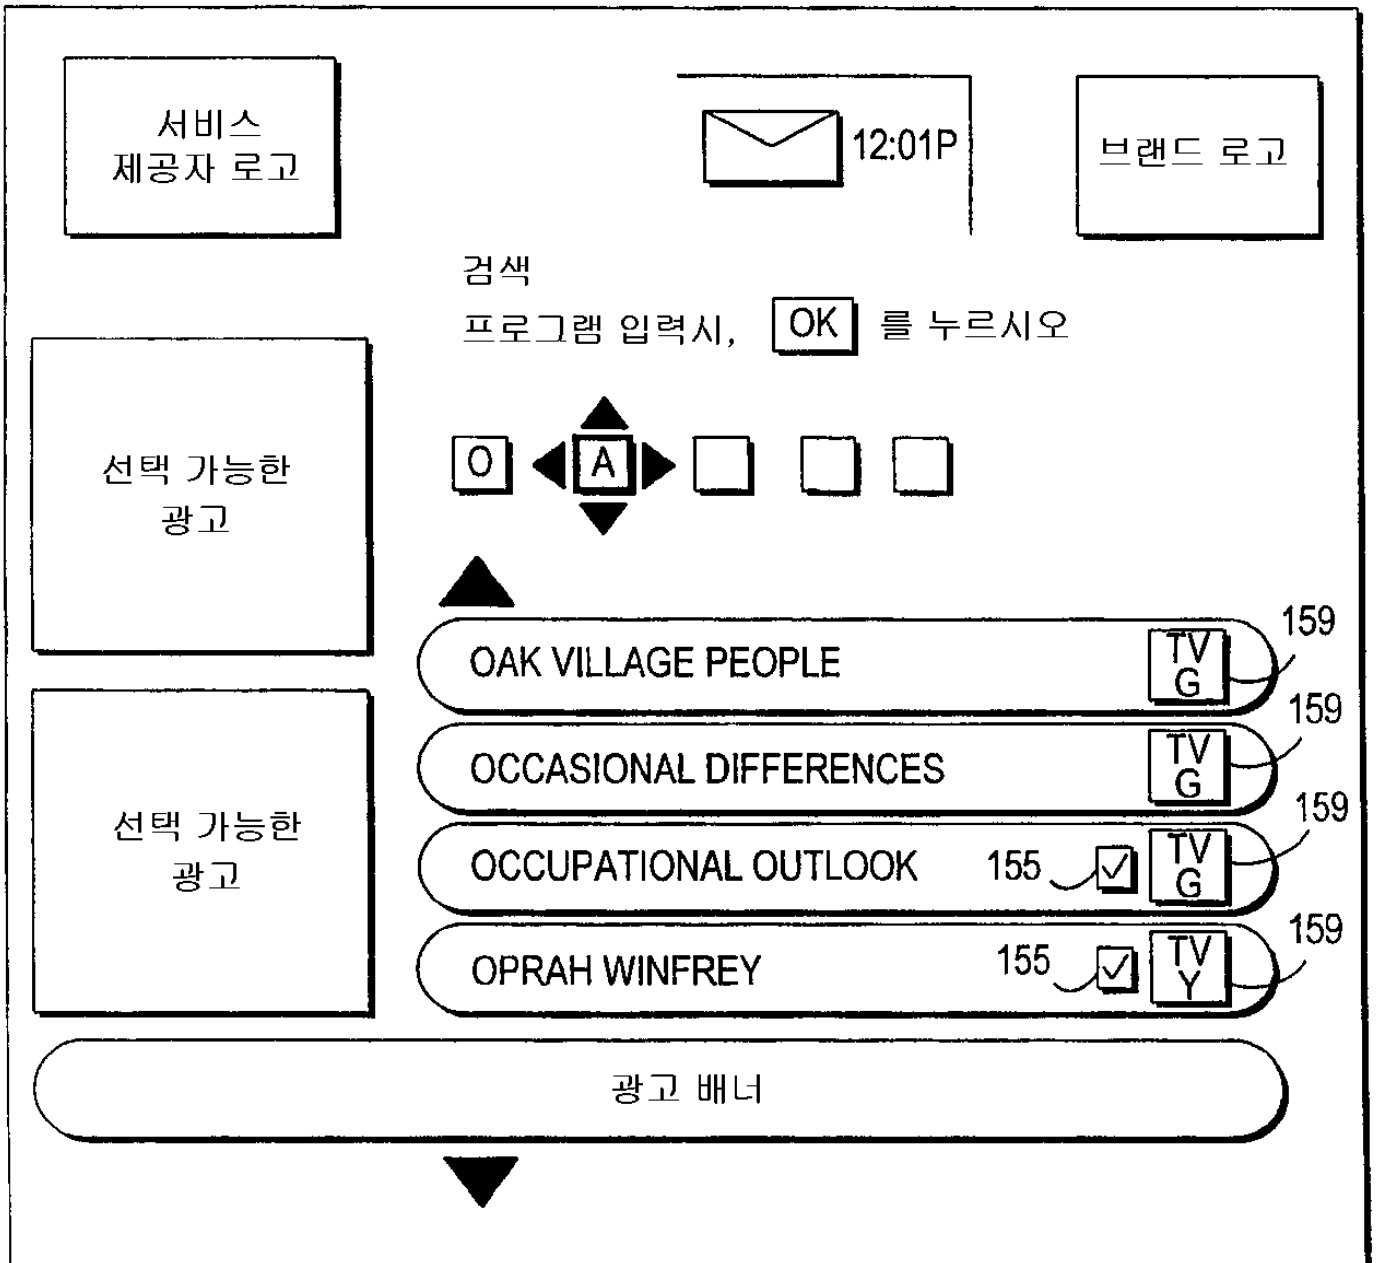 서비스
제공자 로고
12:01P
브랜드 로고
검색
프로그램 입력시, OK 를 누르시오
선택 가능한
광고
O A
159
OAK VILLAGE PEOPLE TV G
159
OCCASIONAL DIFFERENCES TV G
선택 가능한
광고
159
OCCUPATIONAL OUTLOOK 155 TV G
159
OPRAH WINFREY 155 TV Y
광고 배너